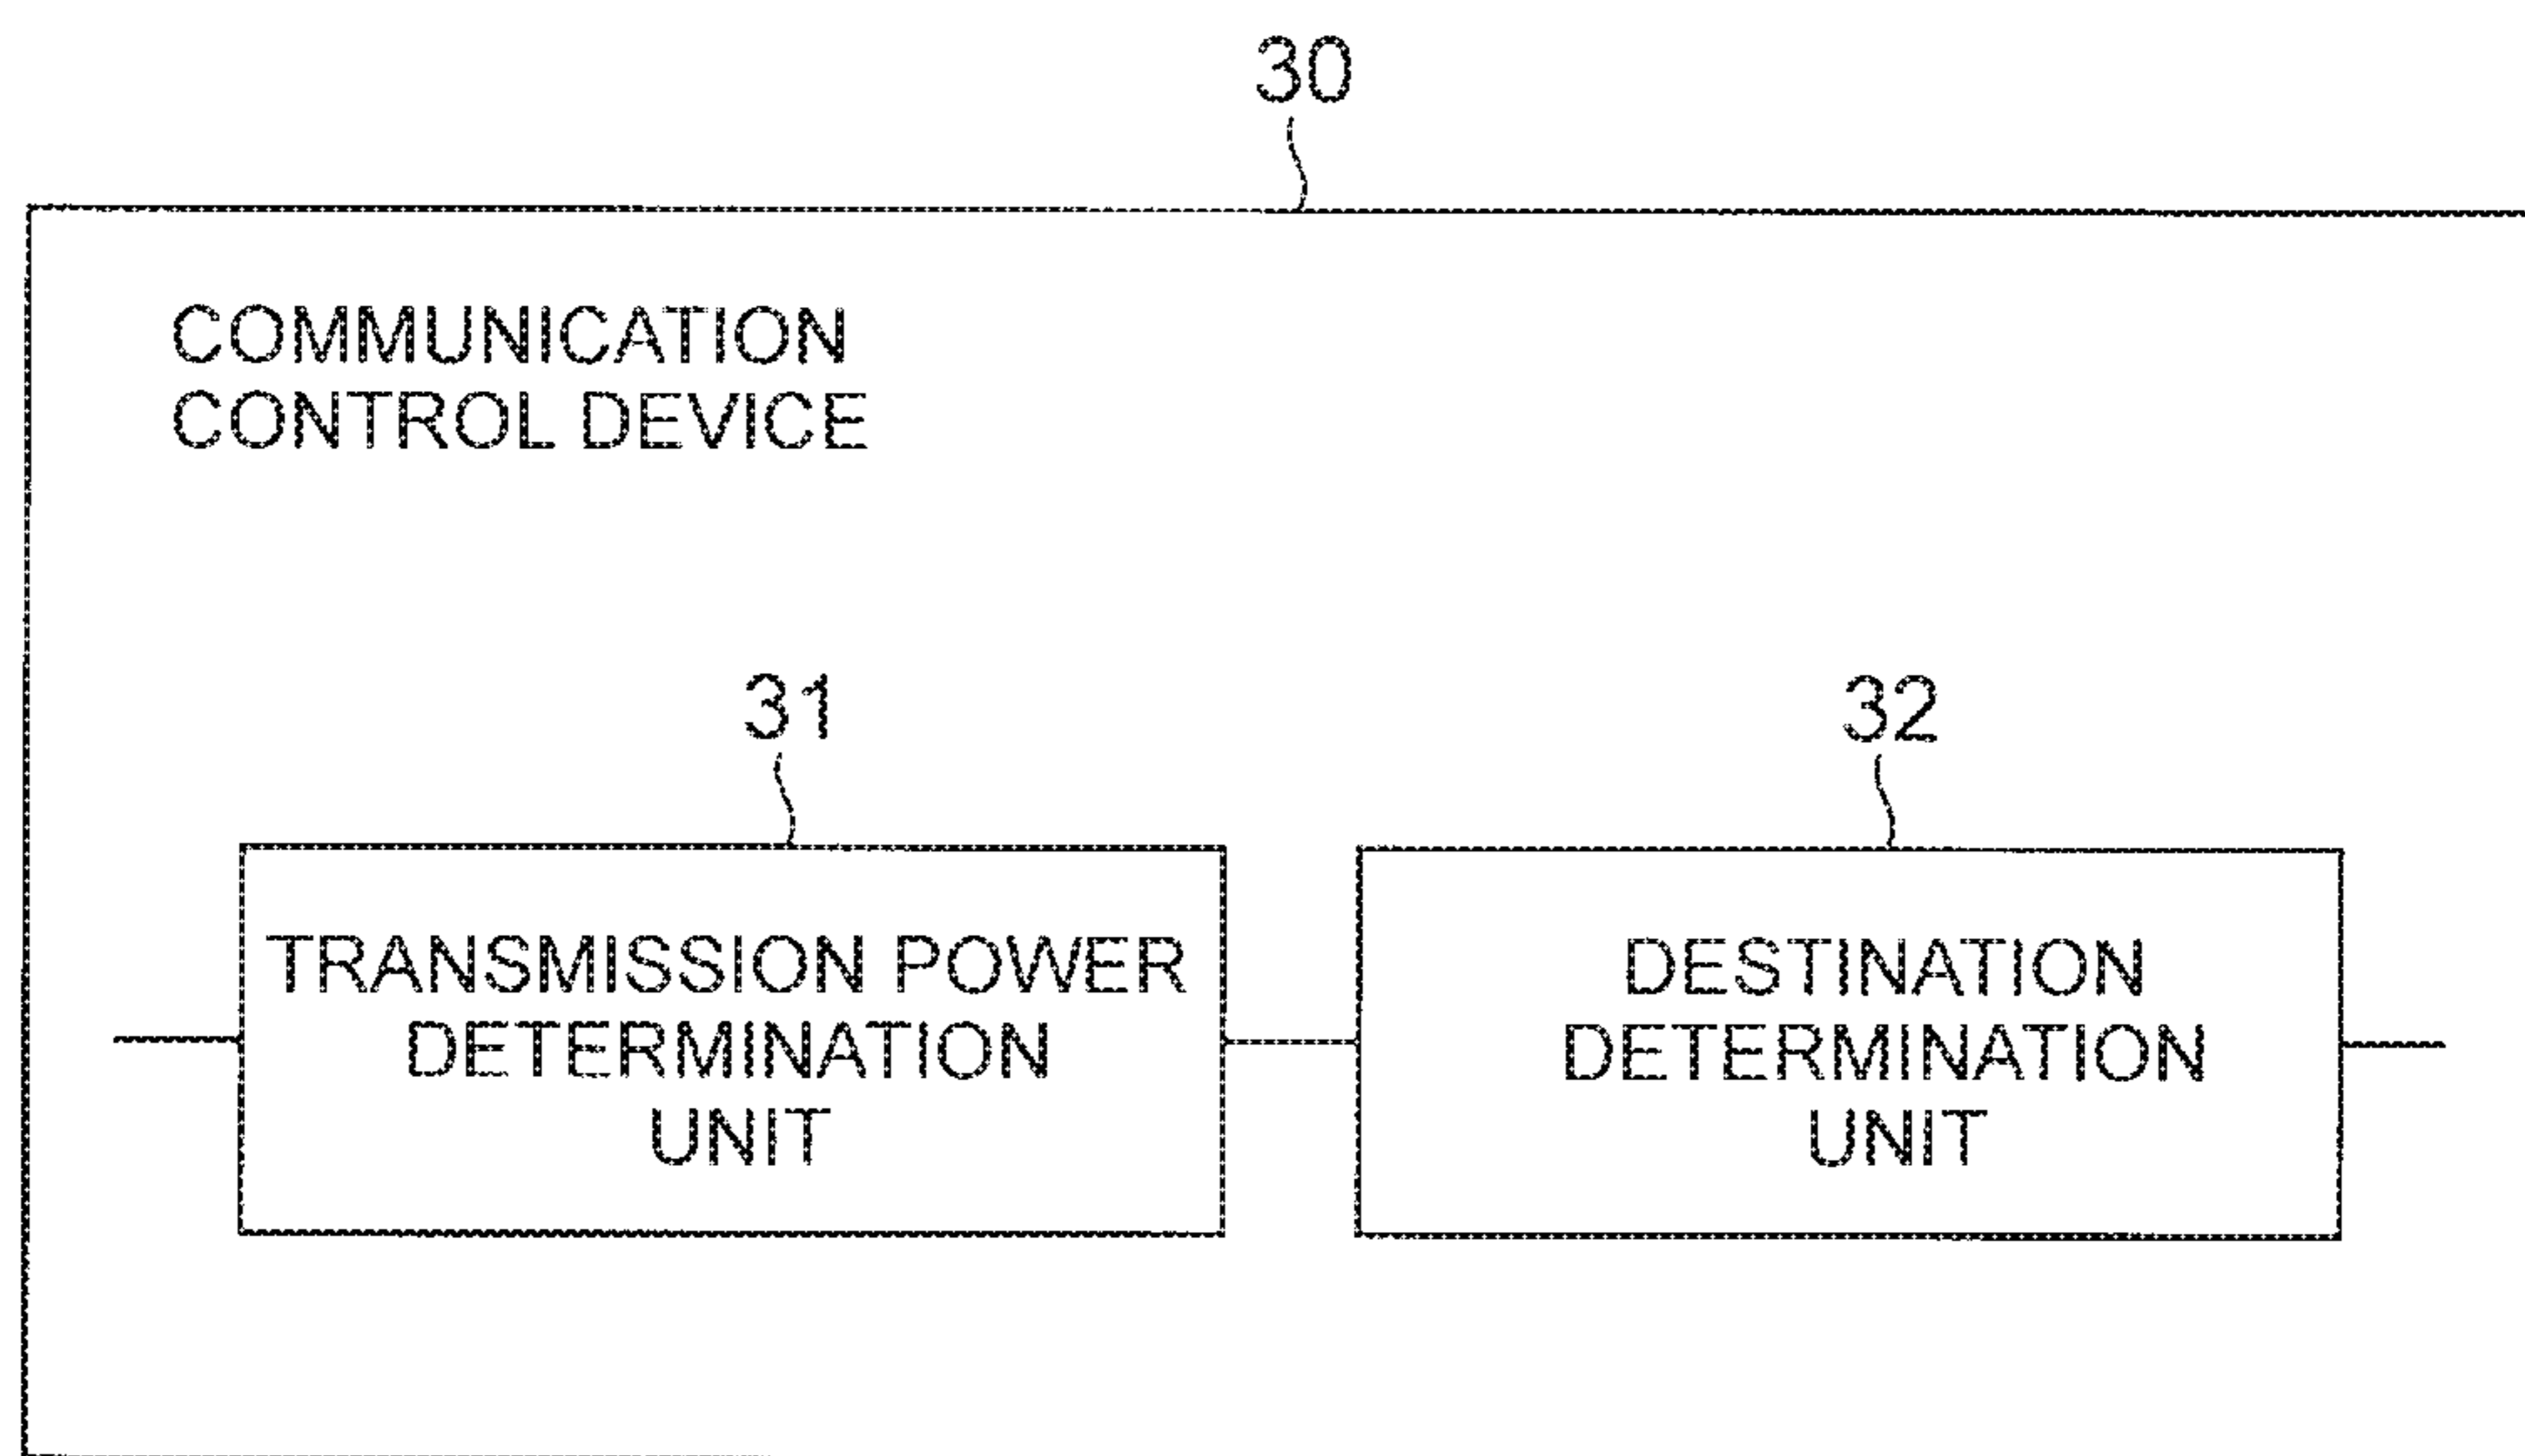 30
COMMUNICATION
CONTROL DEVICE
31
32
TRANSMISSION POWER
DETERMINATION
UNIT
DESTINATION
DETERMINATION
UNIT